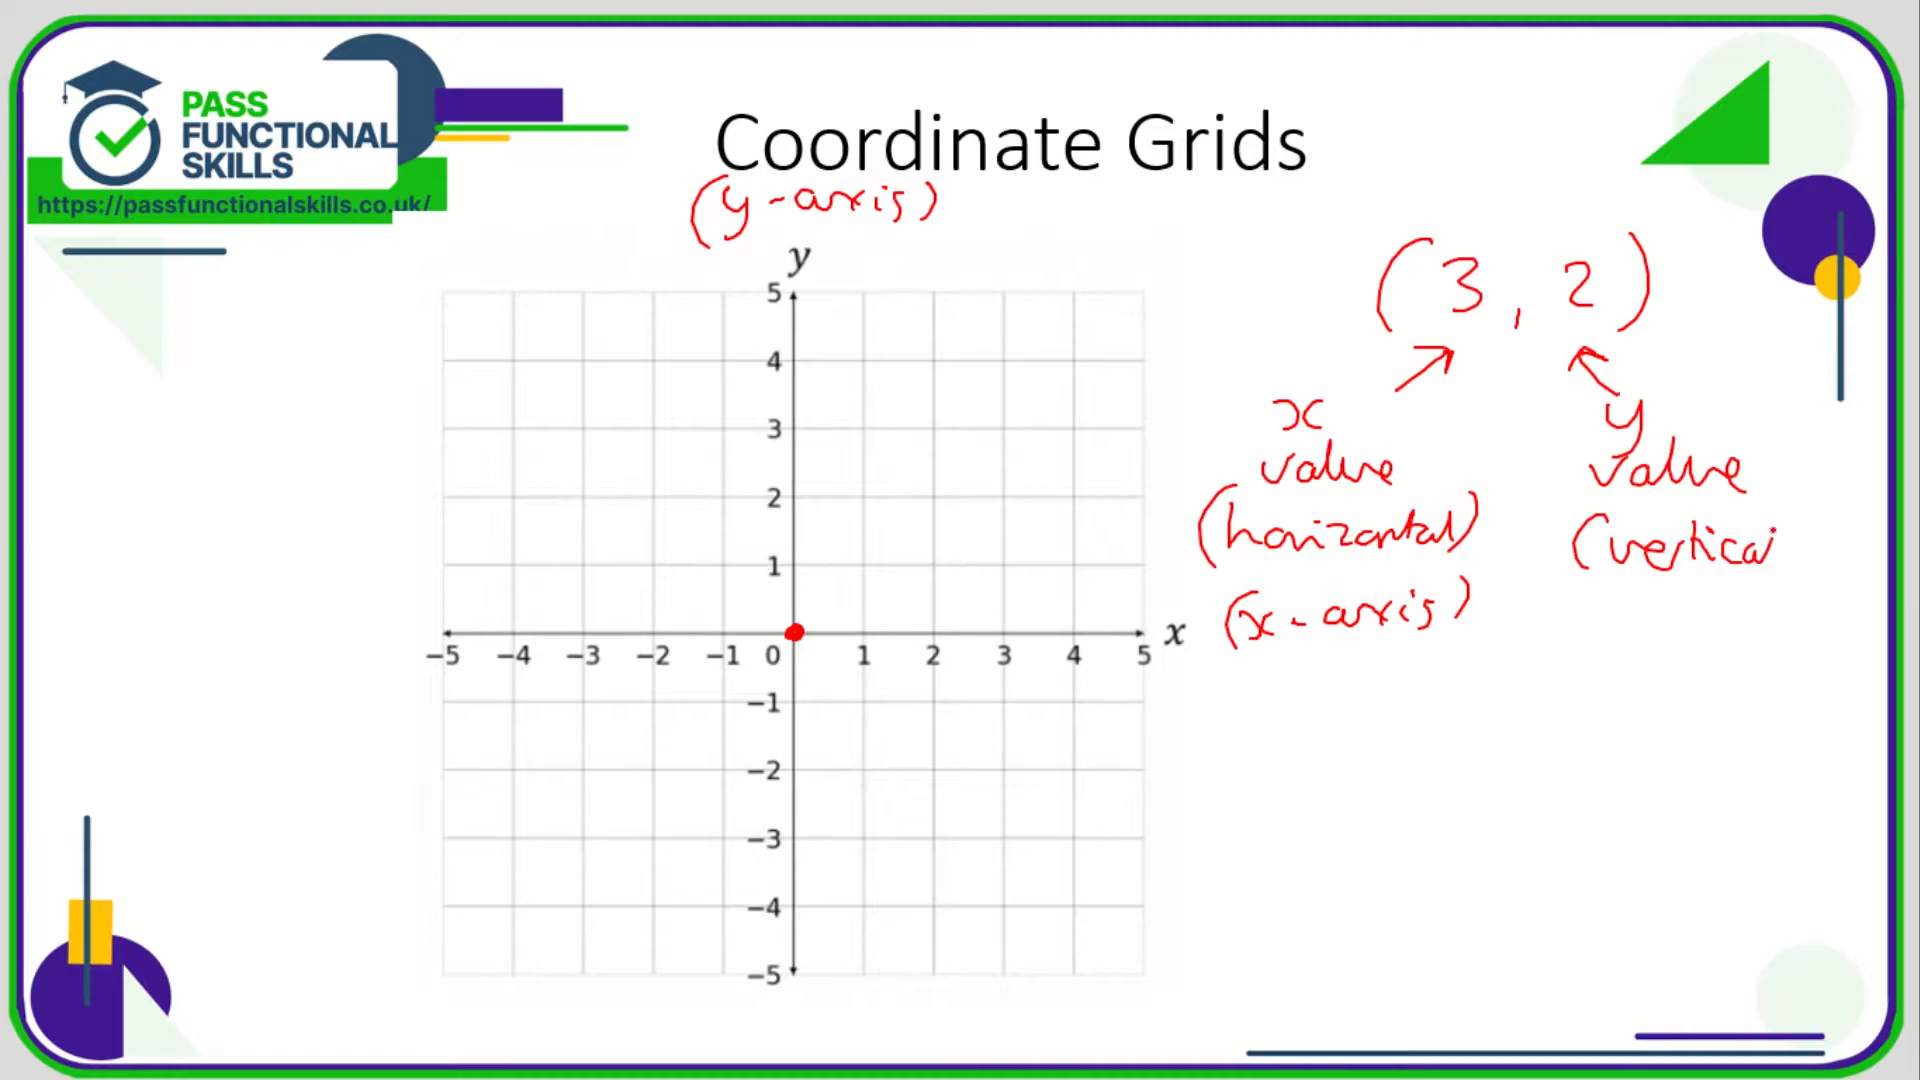 PASS
FUNCTIONAL
SKILLS
https://passfunctionalskills.co.uk/
Coordinate Grids
(y-axis)
(3, 2)
x
value
(horizontal)
(x-axis)
y
value
(vertical
y
5
4
3
2
1
−5 −4 −3 −2 −1 0 1 2 3 4 5 x
−1
−2
−3
−4
−5